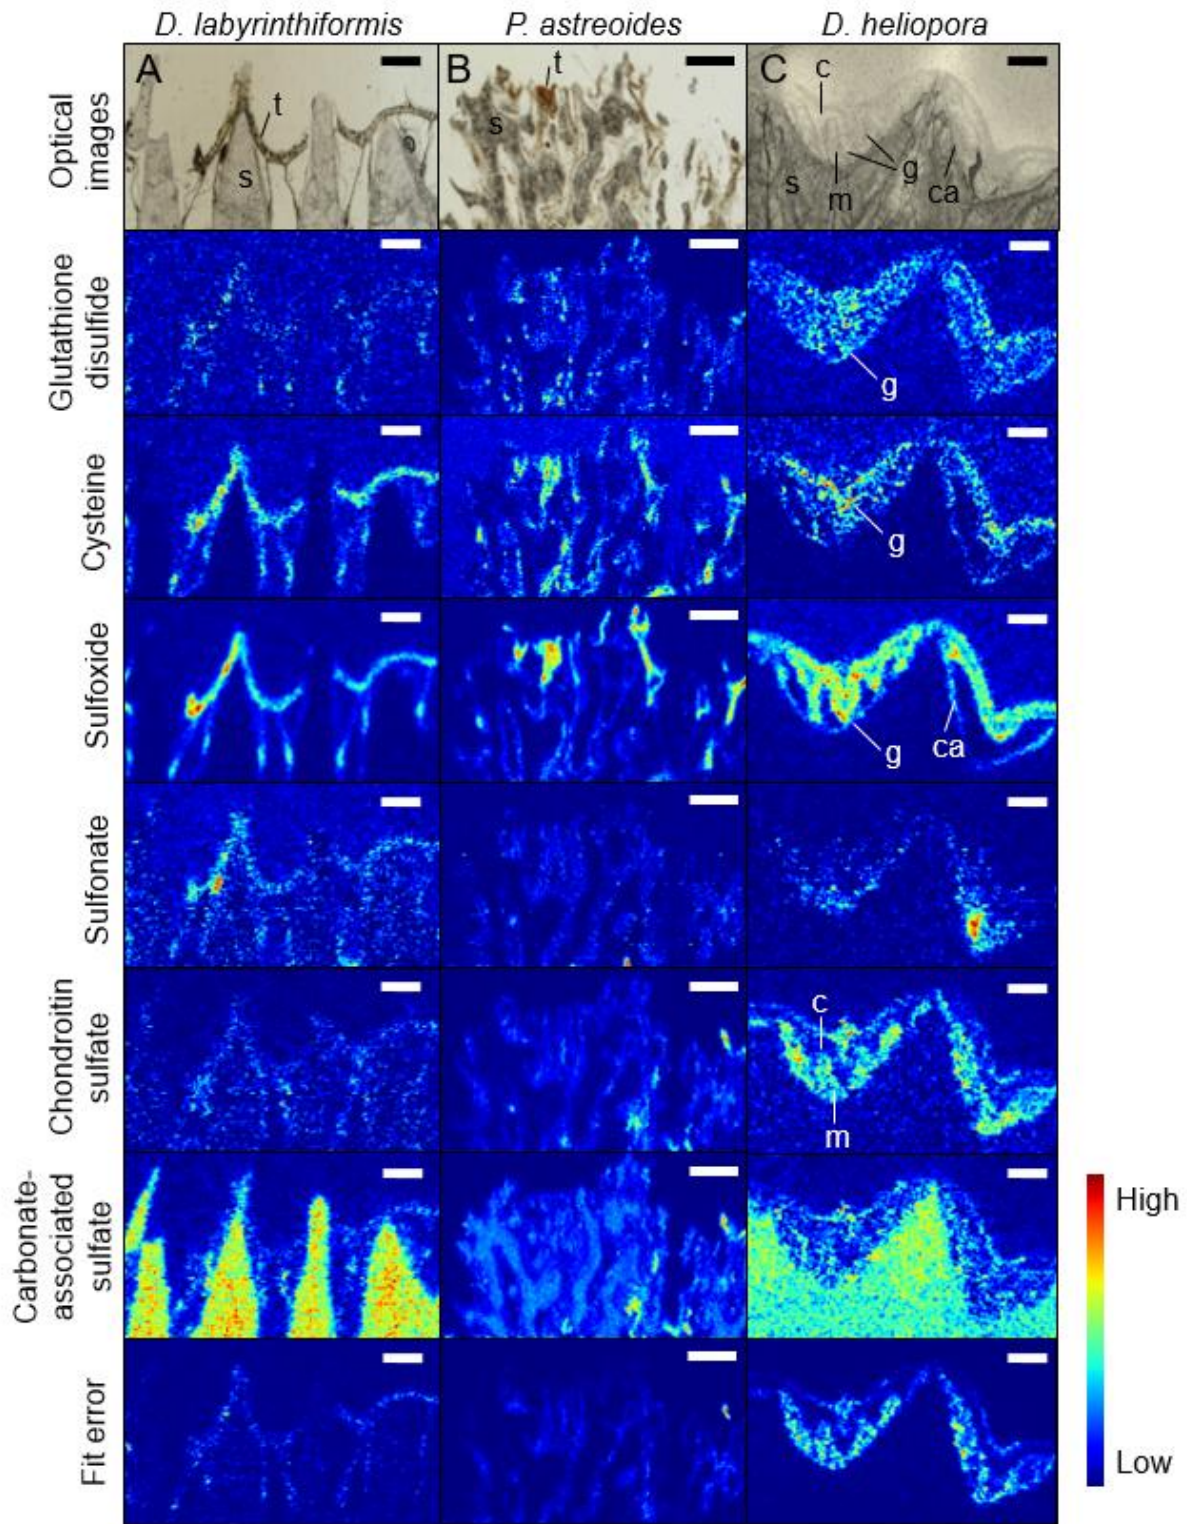 D. labyrinthiformis P. astreoides D. heliopora
Optical
images
A t s
B t s
C c s m g ca
Glutathione
disulfide
g
Cysteine
g
Sulfoxide
g ca
Sulfonate
Chondroitin
sulfate
c
m
Carbonate-
associated
sulfate
High
Fit error
Low